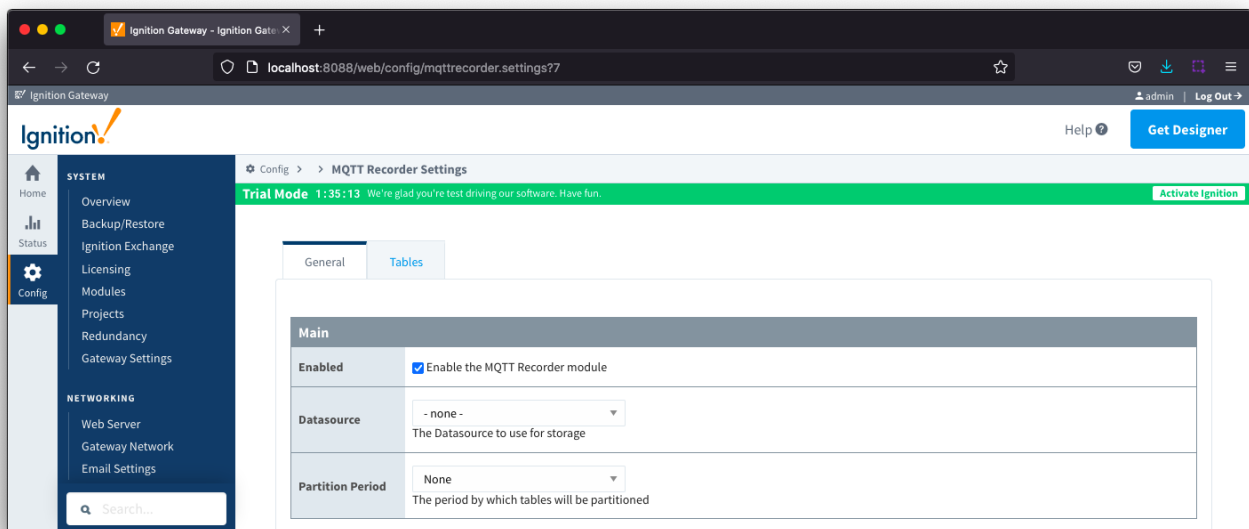 Ignition Gateway - Ignition Gate
localhost:8088/web/config/mqttrecorder.settings?7
Ignition Gateway
admin | Log Out
Ignition!
Help
Get Designer
Home
Status
Config
SYSTEM
Overview
Backup/Restore
Ignition Exchange
Licensing
Modules
Projects
Redundancy
Gateway Settings
NETWORKING
Web Server
Gateway Network
Email Settings
Search...
Config > > MQTT Recorder Settings
Trial Mode 1:35:13 We're glad you're test driving our software. Have fun.
Activate Ignition
General
Tables
Main
Enabled
Enable the MQTT Recorder module
Datasource
- none -
The Datasource to use for storage
Partition Period
None
The period by which tables will be partitioned